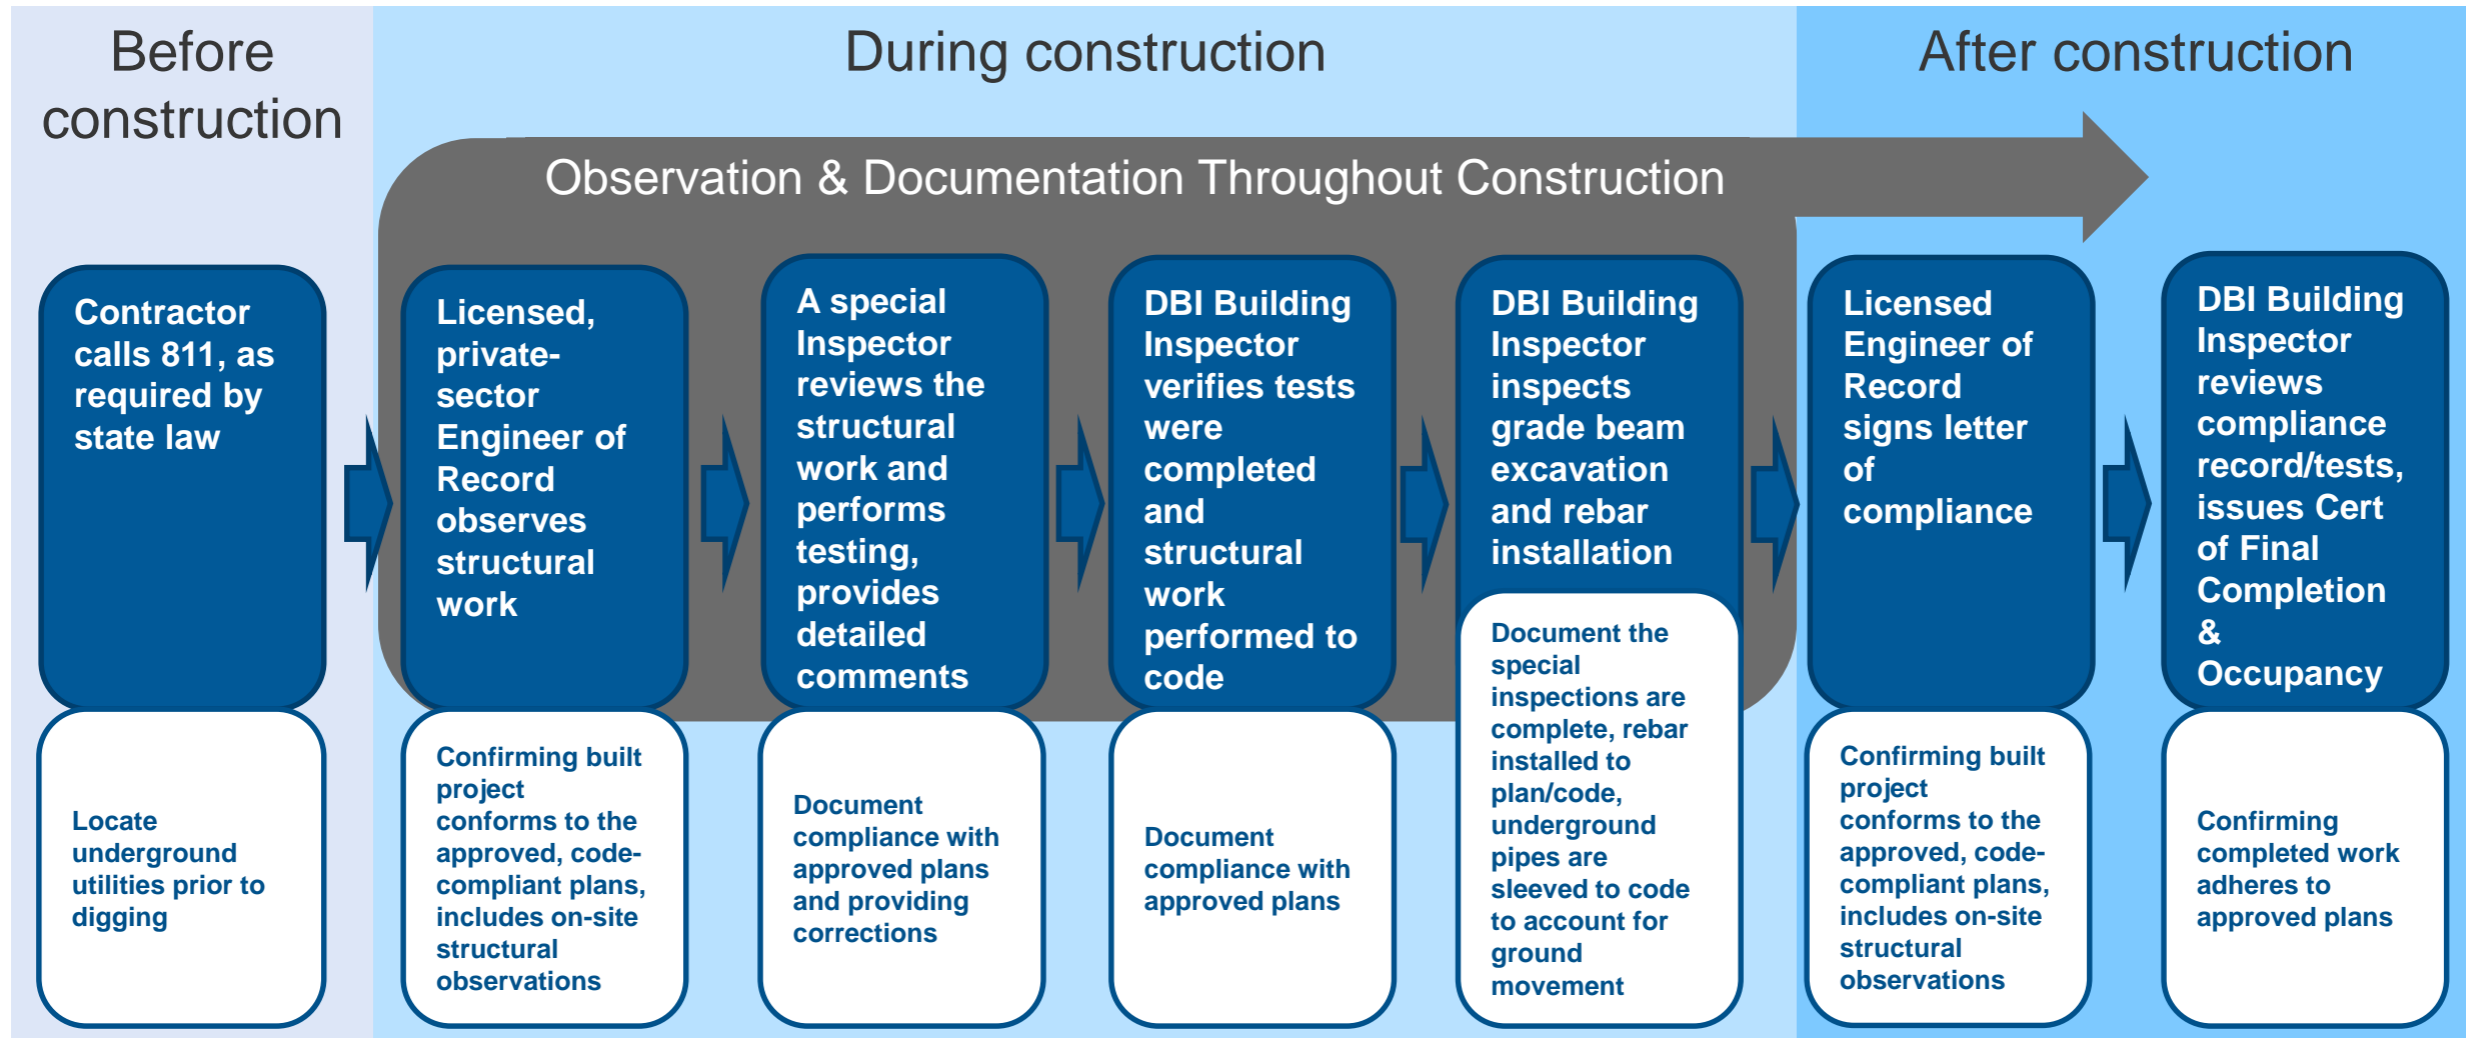 Before
construction
During construction
After construction
Observation & Documentation Throughout Construction
Contractor
calls 811, as
required by
state law
Locate
underground
utilities prior to
digging
Licensed,
private-
sector
Engineer of
Record
observes
structural
work
Confirming built
project
conforms to the
approved, code-
compliant plans,
includes on-site
structural
observations
A special
Inspector
reviews the
structural
work and
performs
testing,
provides
detailed
comments
Document
compliance with
approved plans
and providing
corrections
DBI Building
Inspector
verifies tests
were
completed
and
structural
work
performed to
code
Document
compliance with
approved plans
DBI Building
Inspector
inspects
grade beam
excavation
and rebar
installation
Document the
special
inspections are
complete, rebar
installed to
plan/code,
underground
pipes are
sleeved to code
to account for
ground
movement
Licensed
Engineer of
Record
signs letter
of
compliance
Confirming built
project
conforms to the
approved, code-
compliant plans,
includes on-site
structural
observations
DBI Building
Inspector
reviews
compliance
record/tests,
issues Cert
of Final
Completion
&
Occupancy
Confirming
completed work
adheres to
approved plans